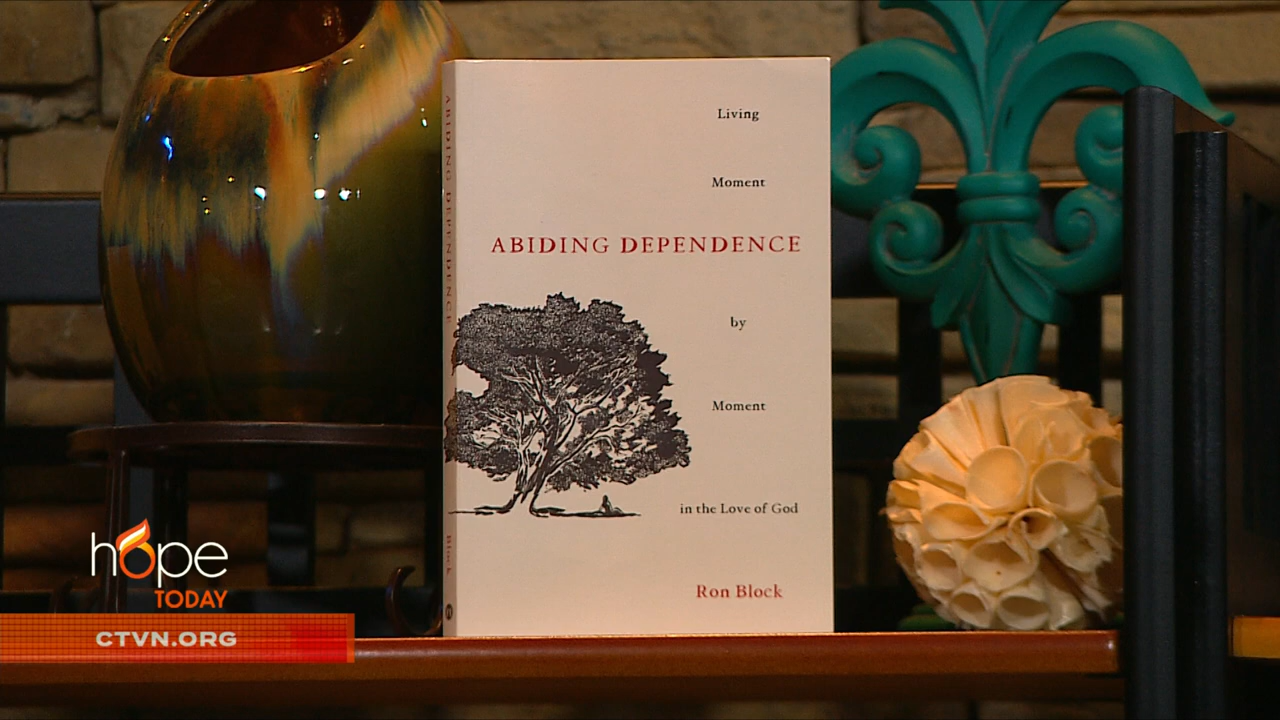 Living
Moment
ABIDING DEPENDENCE
by
Moment
in the Love of God
Ron Block
ABIDING DEPENDENCE
Block
hope
TODAY
CTVN.ORG